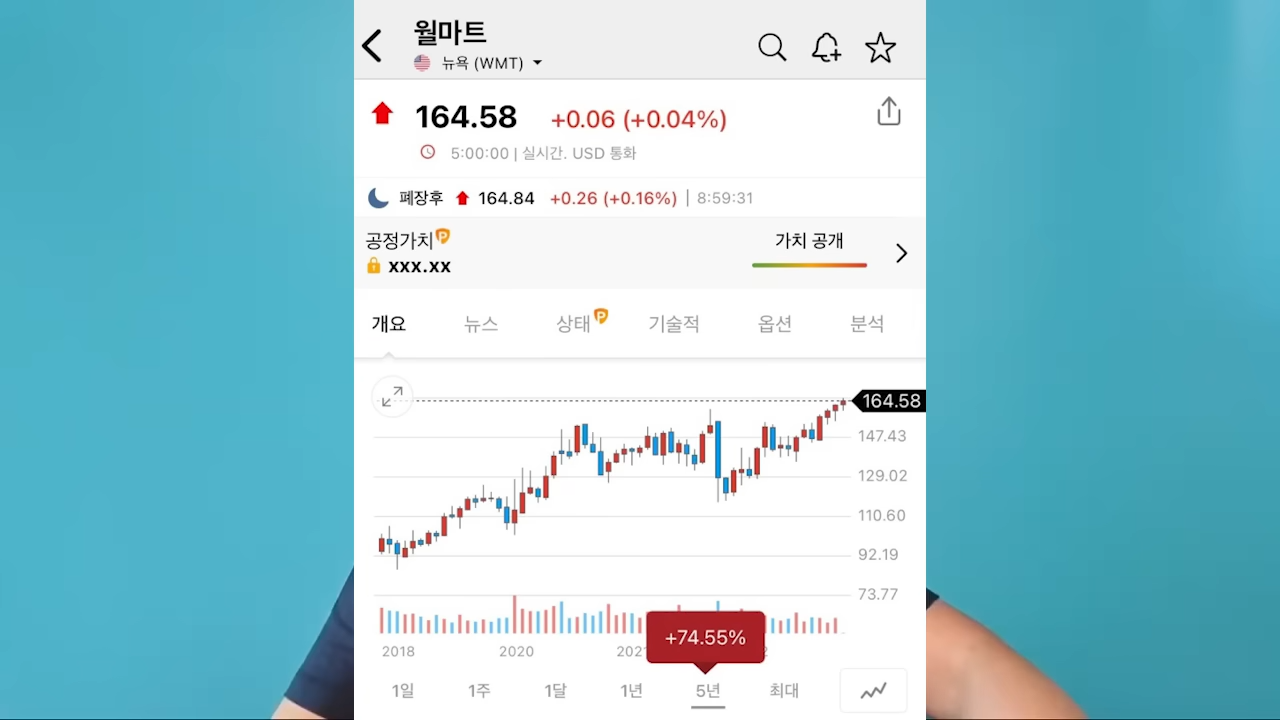 월마트
뉴욕 (WMT)
164.58 +0.06 (+0.04%)
5:00:00 | 실시간. USD 통화
폐장후 164.84 +0.26 (+0.16%) | 8:59:31
공정가치 P
xxx.xx
가치 공개
개요 뉴스 상태 P 기술적 옵션 분석
164.58
147.43
129.02
110.60
92.19
73.77
+74.55%
2018 2020
1일 1주 1달 1년 5년 최대